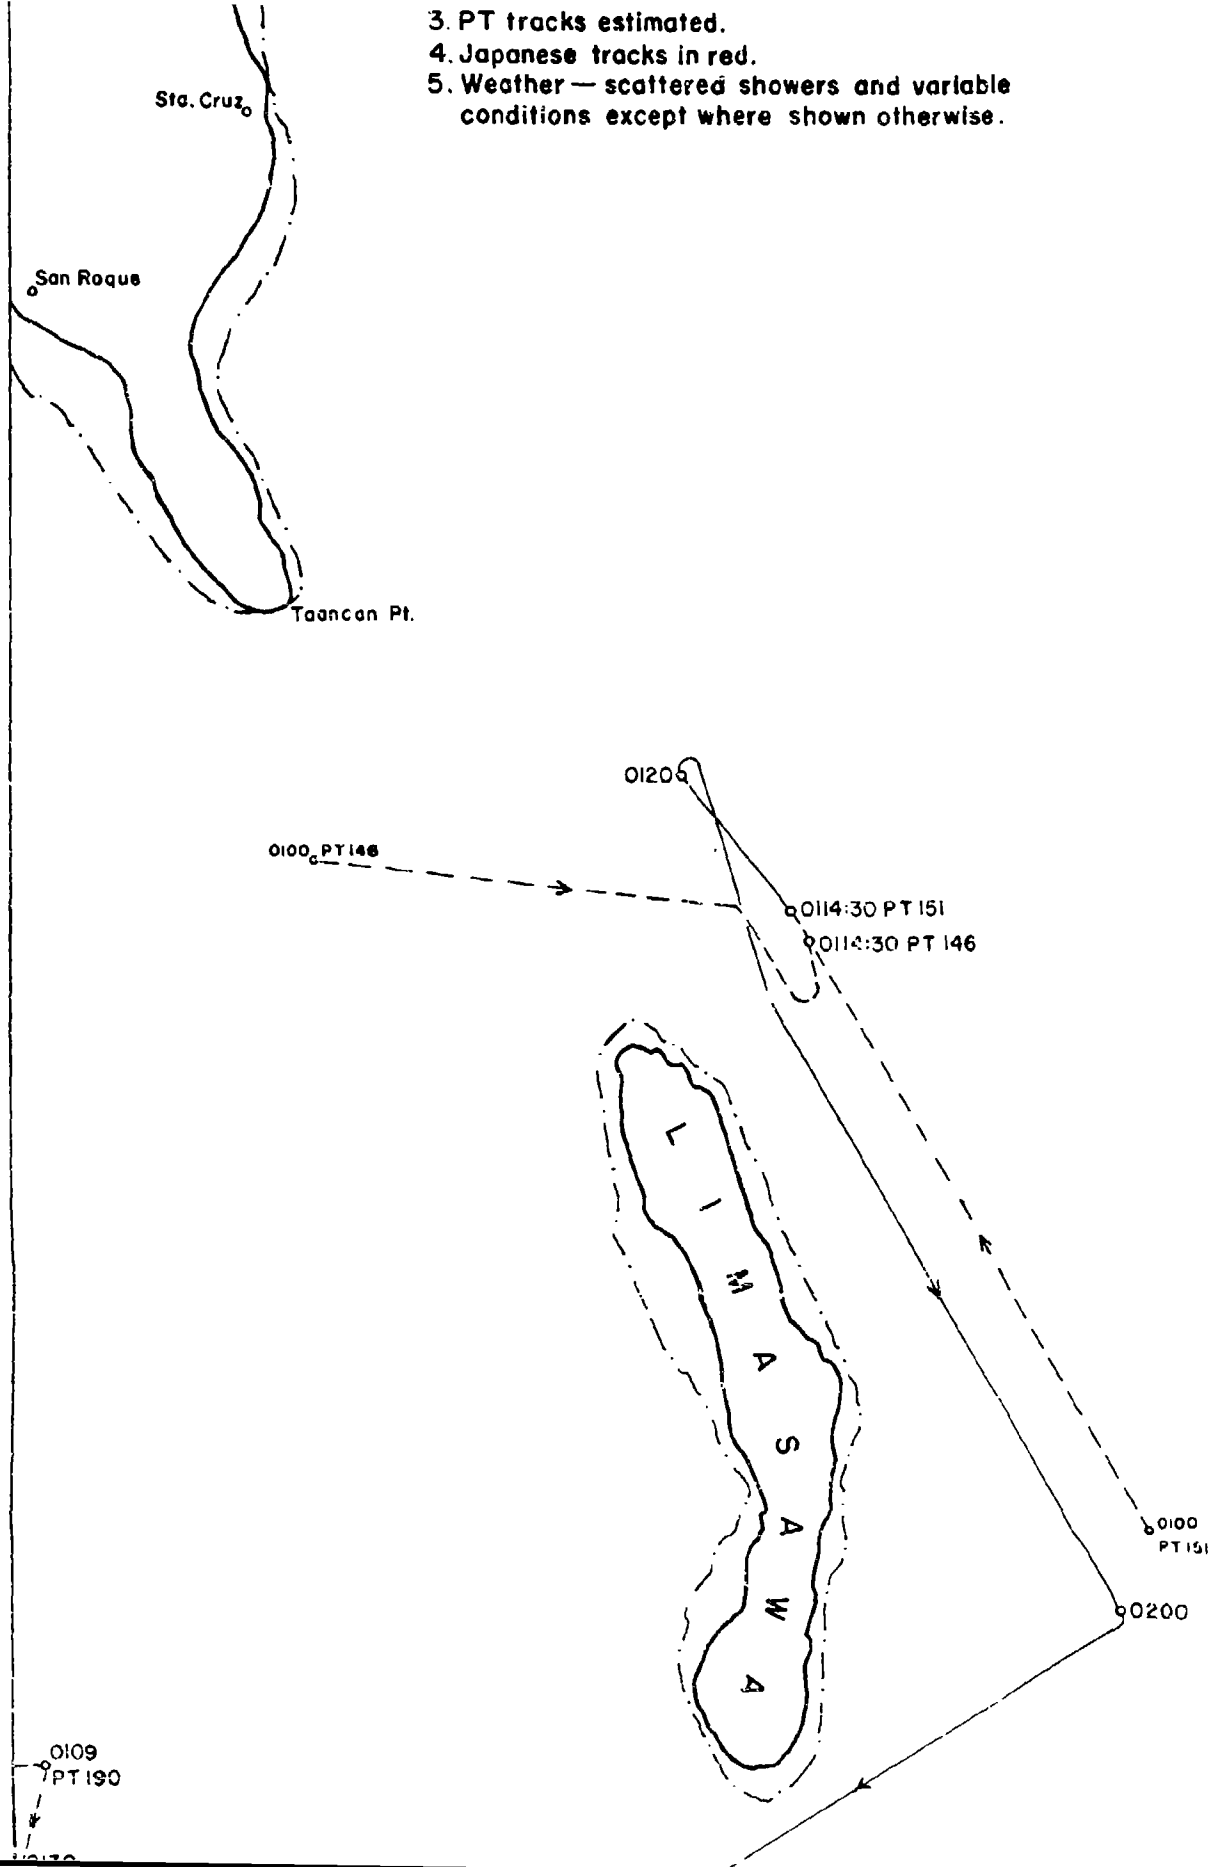 3. PT tracks estimated.
4. Japanese tracks in red.
5. Weather — scattered showers and variable
conditions except where shown otherwise.
Sta. Cruz
San Roque
Taancan Pt.
0120
0100 PT 146
0114:30 PT 151
0114:30 PT 146
LIMASAWA
0100
PT 151
0200
0109
PT 190